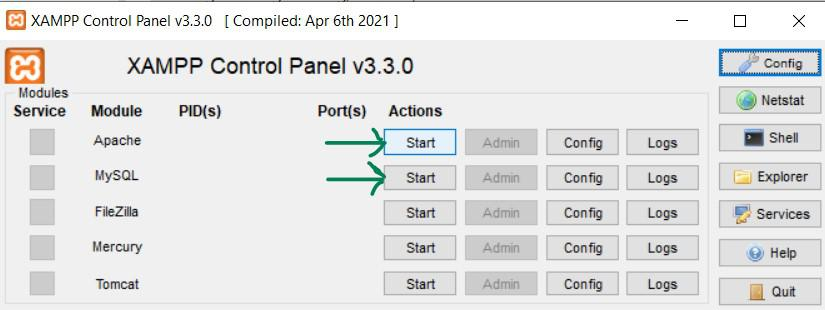 XAMPP Control Panel v3.3.0 [ Compiled: Apr 6th 2021 ]
XAMPP Control Panel v3.3.0
Config
Modules
Service Module PID(s) Port(s) Actions
Netstat
Apache Start Admin Config Logs
Shell
MySQL Start Admin Config Logs
Explorer
FileZilla Start Admin Config Logs
Services
Mercury Start Admin Config Logs
Help
Tomcat Start Admin Config Logs
Quit